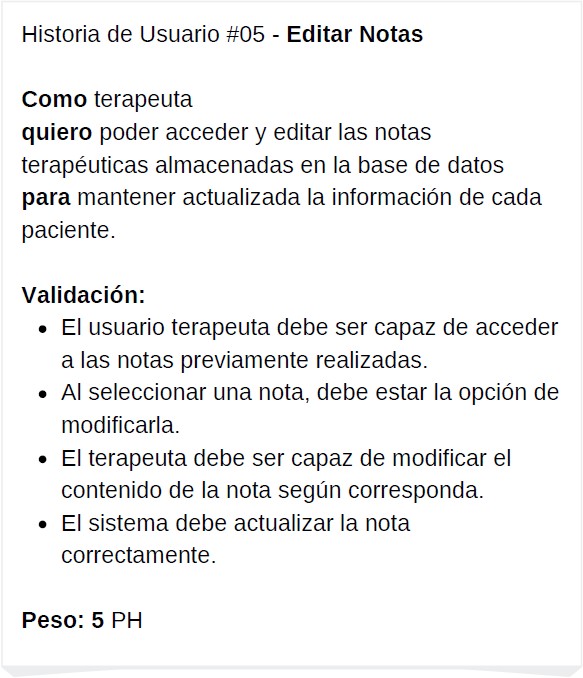 Historia de Usuario #05 - Editar Notas
Como terapeuta
quiero poder acceder y editar las notas
terapéuticas almacenadas en la base de datos
para mantener actualizada la información de cada
paciente.
Validación:
• El usuario terapeuta debe ser capaz de acceder
a las notas previamente realizadas.
• Al seleccionar una nota, debe estar la opción de
modificarla.
• El terapeuta debe ser capaz de modificar el
contenido de la nota según corresponda.
• El sistema debe actualizar la nota
correctamente.
Peso: 5 PH